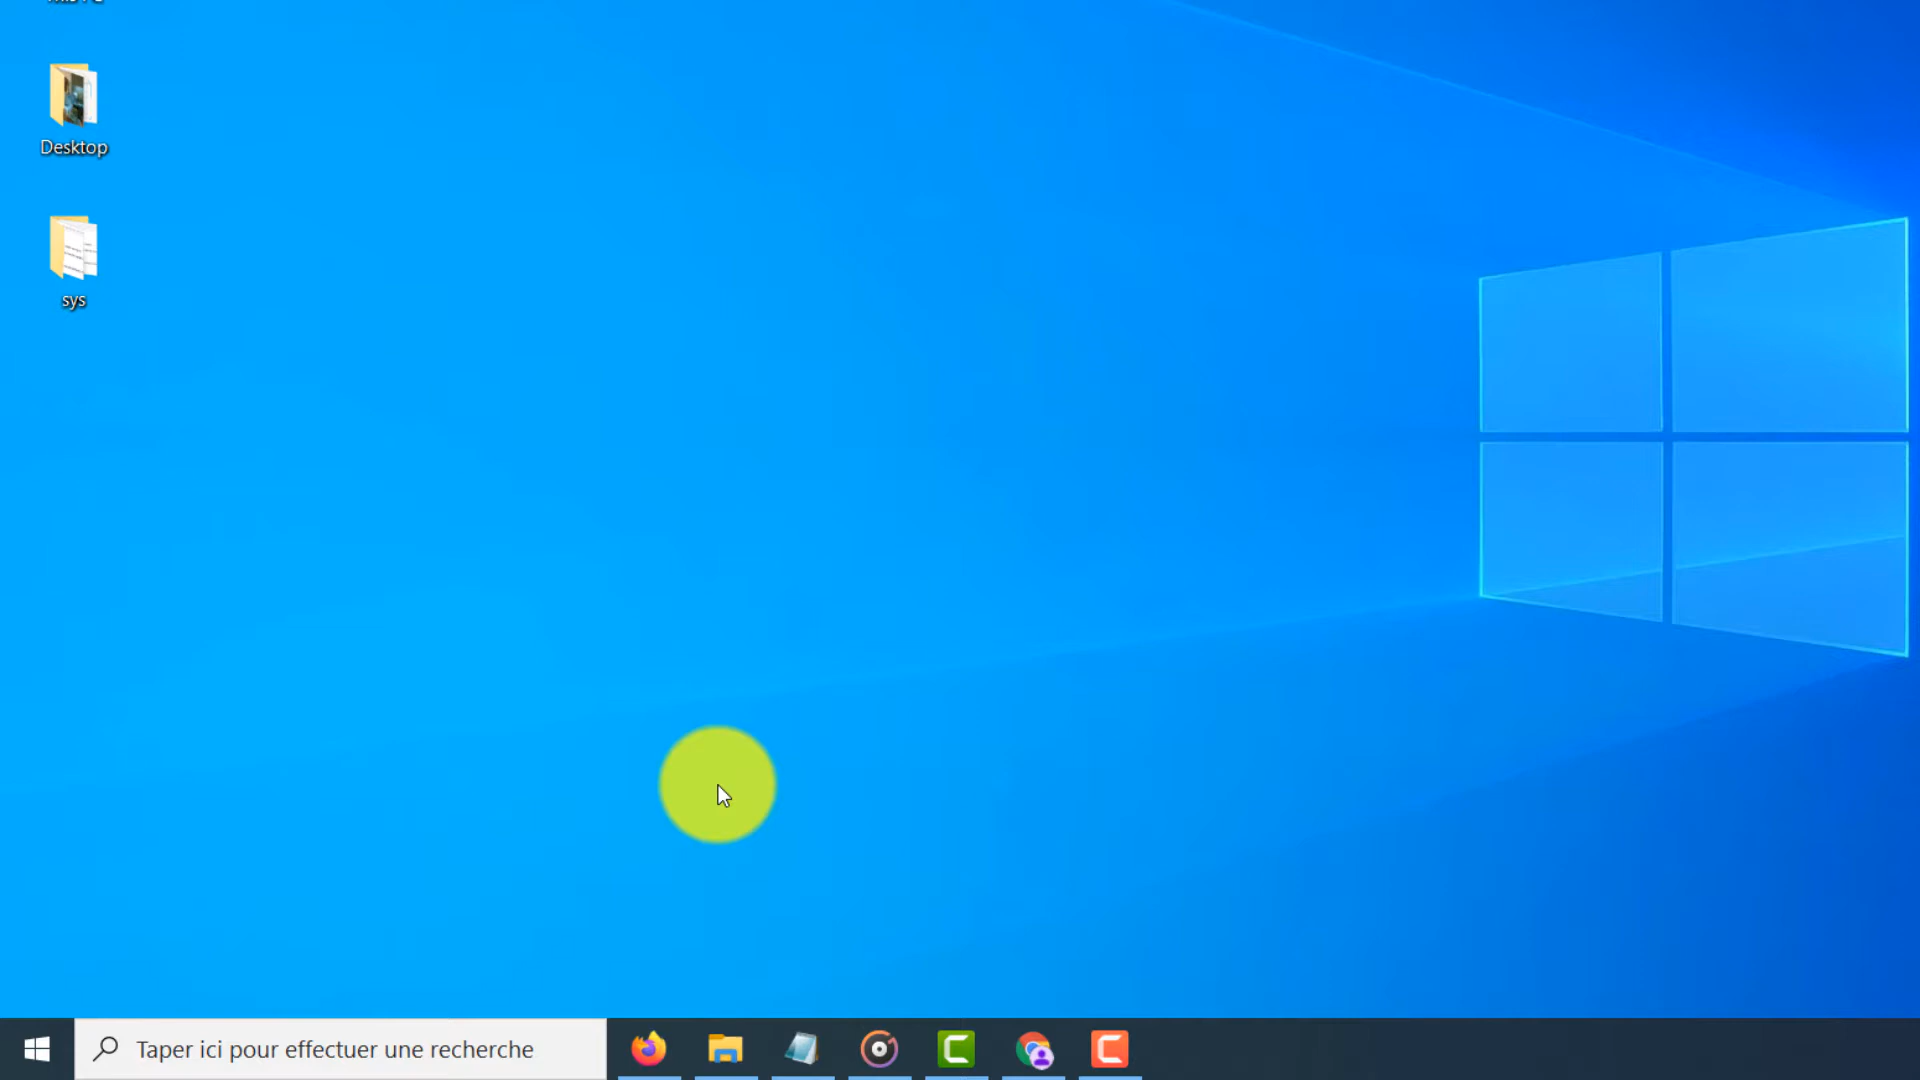 Desktop
sys
Taper ici pour effectuer une recherche